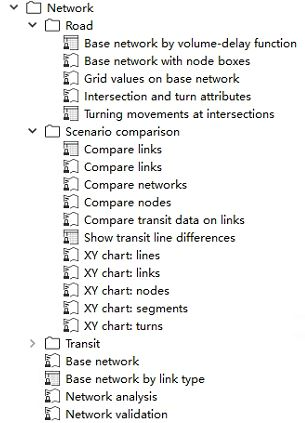 Network
Road
Base network by volume-delay function
Base network with node boxes
Grid values on base network
Intersection and turn attributes
Turning movements at intersections
Scenario comparison
Compare links
Compare links
Compare networks
Compare nodes
Compare transit data on links
Show transit line differences
XY chart: lines
XY chart: links
XY chart: nodes
XY chart: segments
XY chart: turns
Transit
Base network
Base network by link type
Network analysis
Network validation